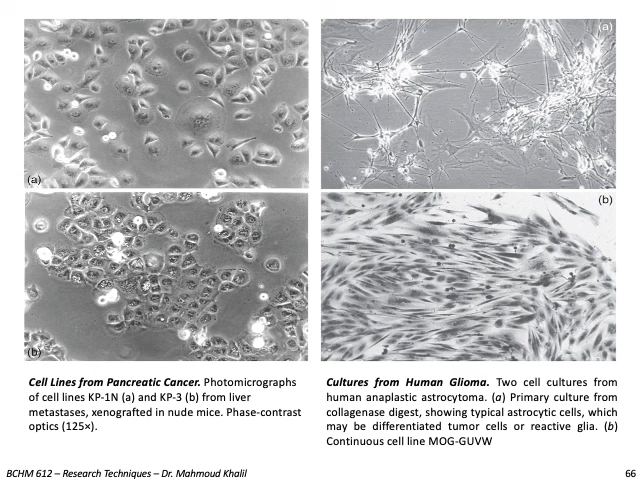 (a)
(a)
(b)
(b)
Cell Lines from Pancreatic Cancer. Photomicrographs
of cell lines KP-1N (a) and KP-3 (b) from liver
metastases, xenografted in nude mice. Phase-contrast
optics (125×).
Cultures from Human Glioma. Two cell cultures from
human anaplastic astrocytoma. (a) Primary culture from
collagenase digest, showing typical astrocytic cells, which
may be differentiated tumor cells or reactive glia. (b)
Continuous cell line MOG-GUVW
BCHM 612 – Research Techniques – Dr. Mahmoud Khalil
66